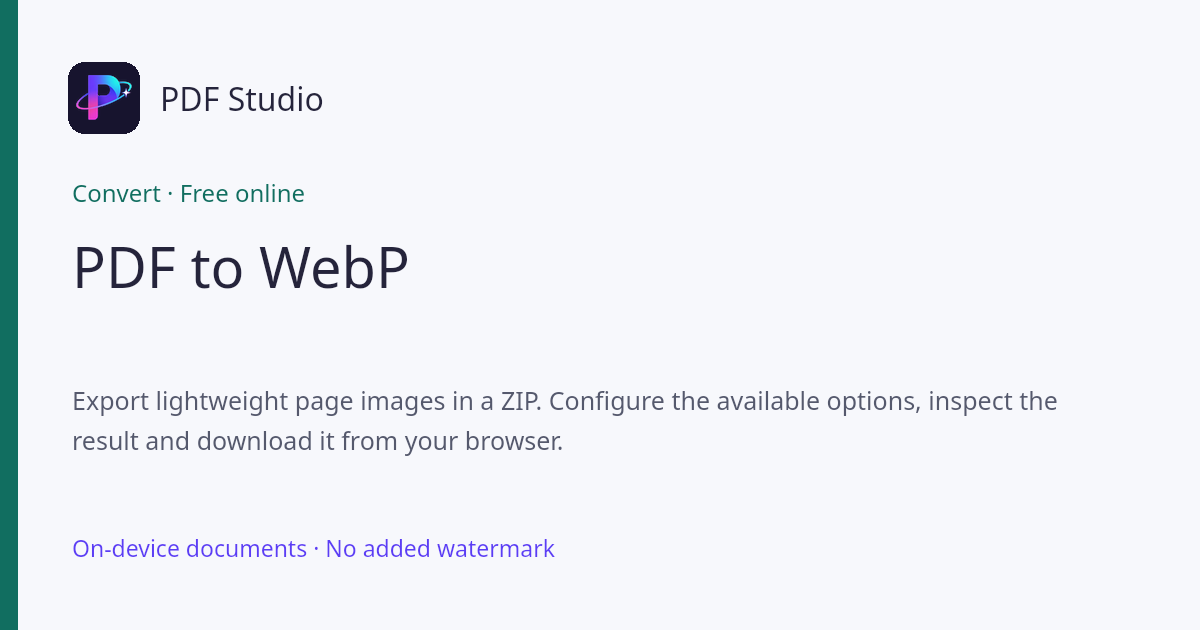 PDF Studio
Convert · Free online
PDF to WebP
Export lightweight page images in a ZIP. Configure the available options, inspect the
result and download it from your browser.
On-device documents · No added watermark